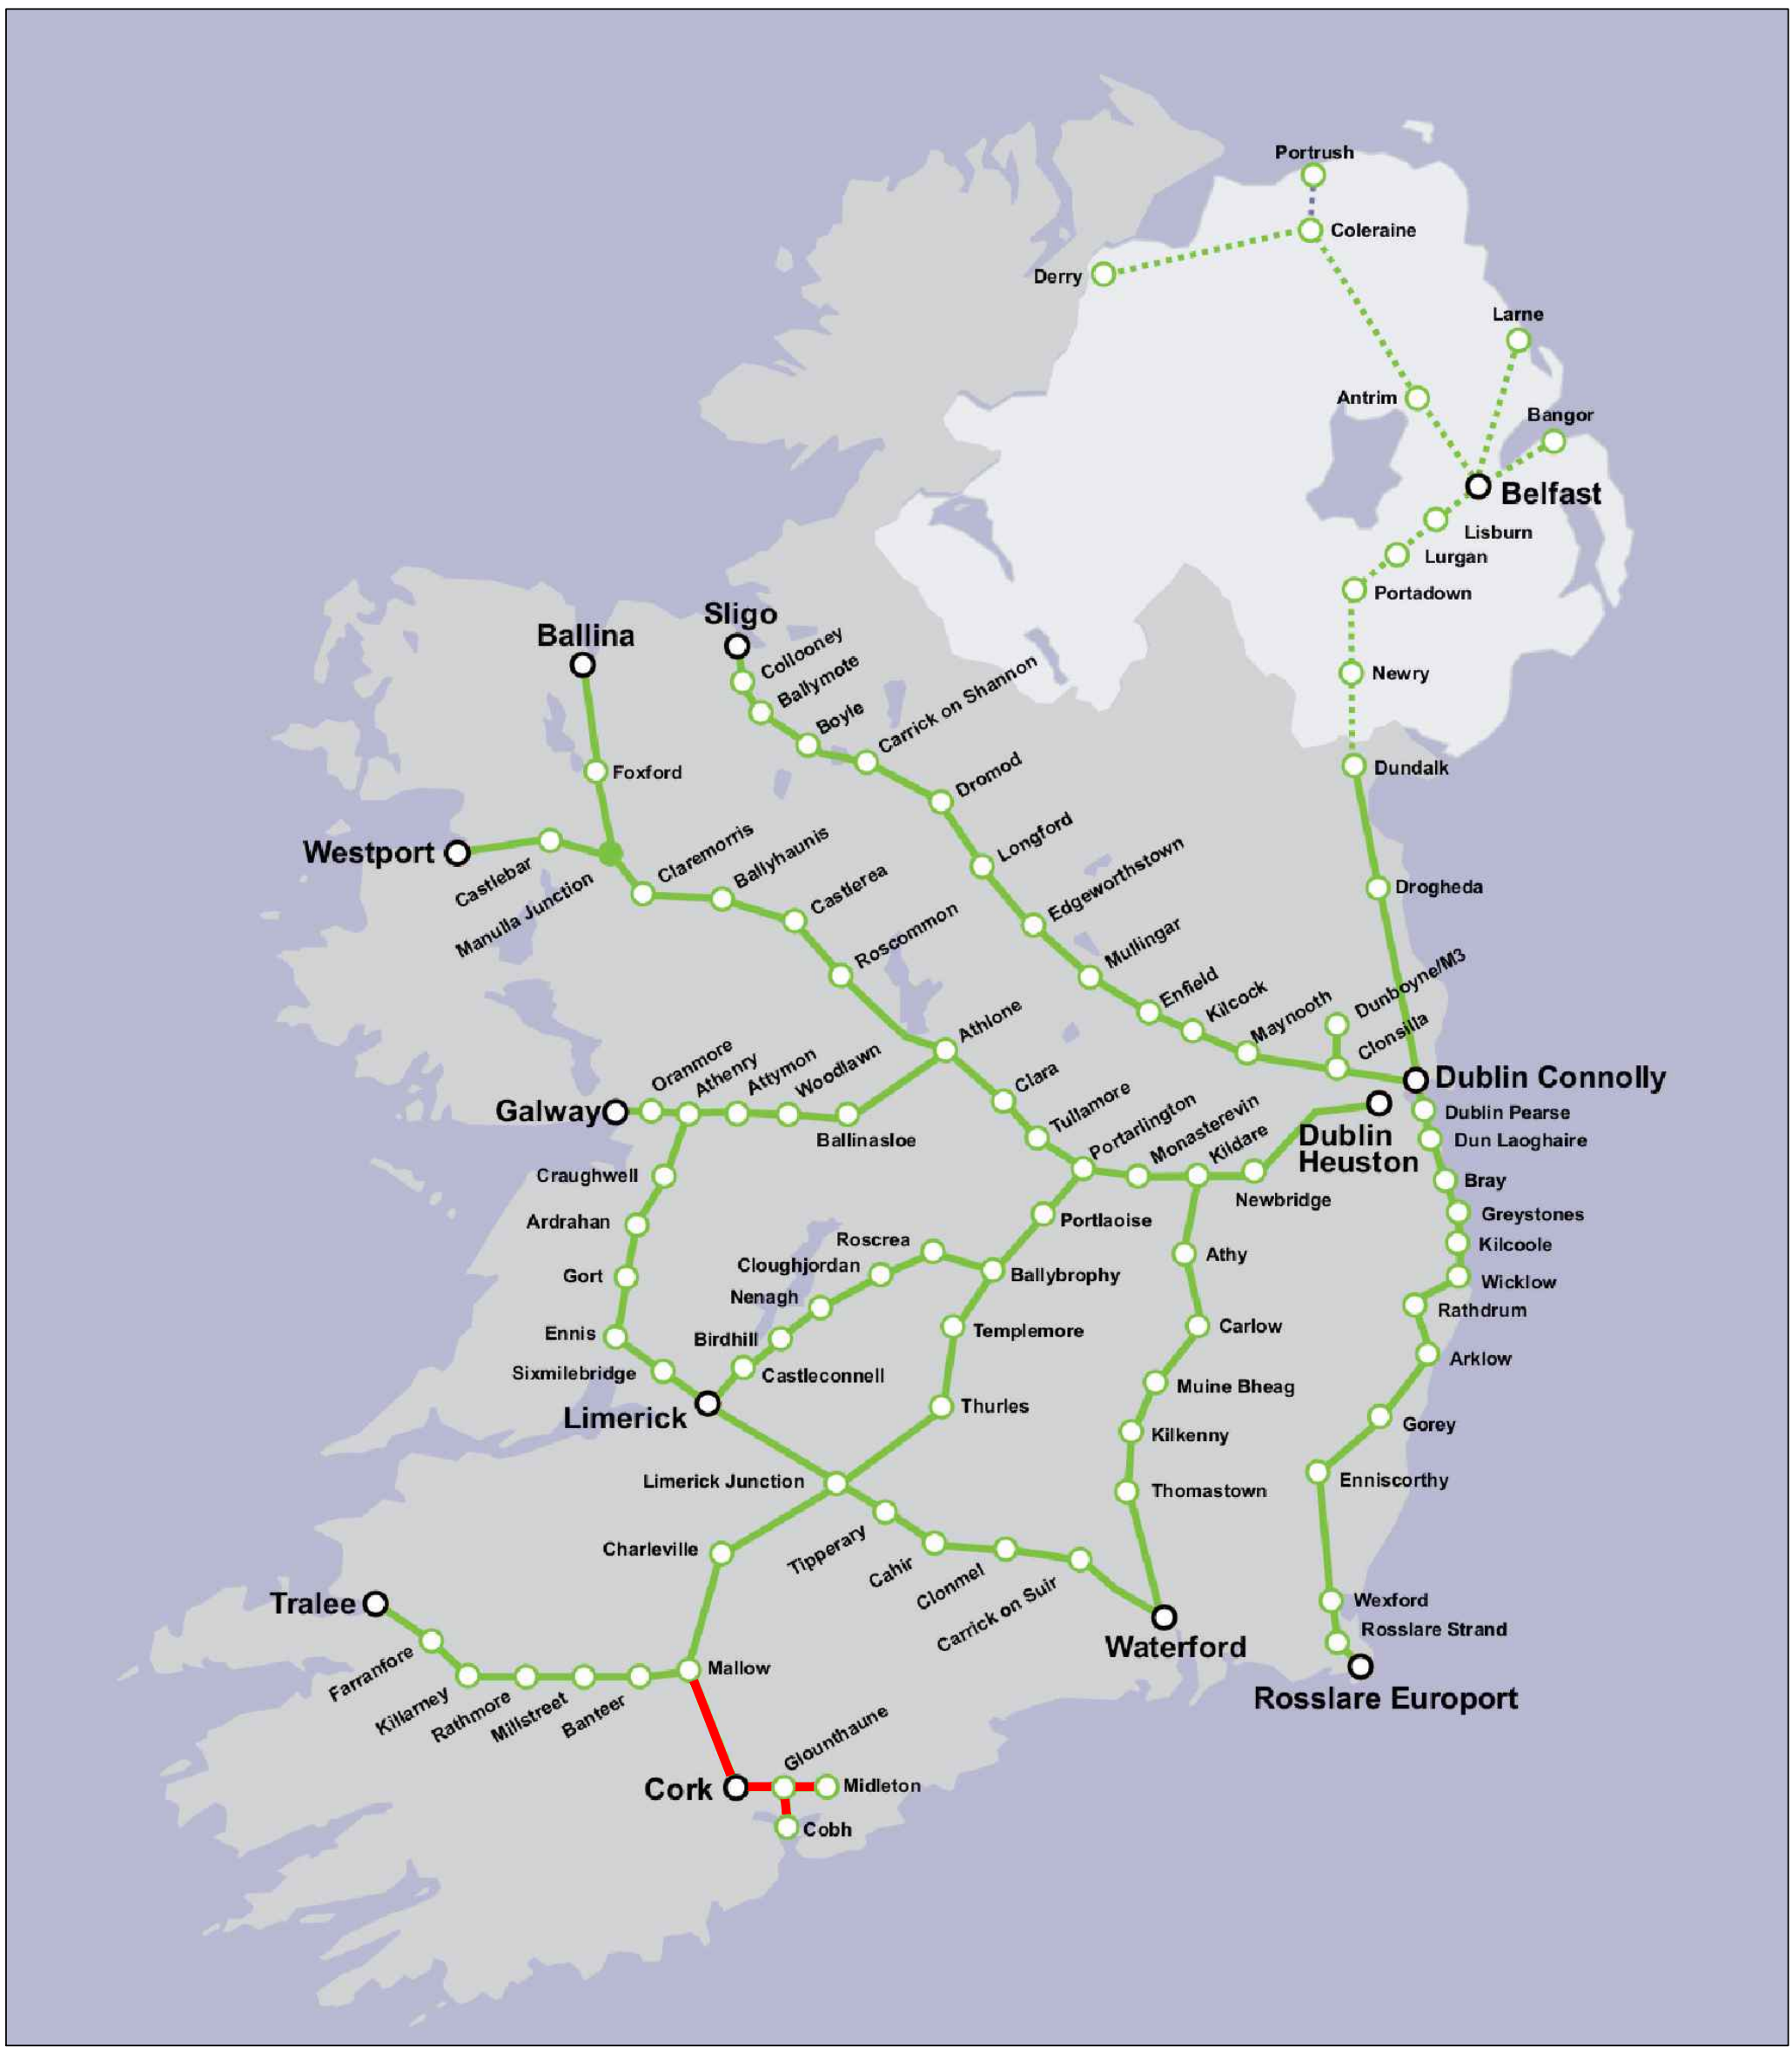 Portrush
Coleraine
Derry
Larne
Antrim
Bangor
Belfast
Lisburn
Lurgan
Portadown
Newry
Dundalk
Drogheda
Sligo
Collooney
Ballymote
Boyle
Carrick on Shannon
Dromod
Longford
Edgeworthstown
Mullingar
Enfield
Kilcock
Maynooth
Dunboyne/M3
Clonsilla
Dublin Connolly
Ballina
Foxford
Westport
Castlebar
Manulla Junction
Claremorris
Ballyhaunis
Castlerea
Roscommon
Athlone
Clara
Tullamore
Portarlington
Monasterevin
Kildare
Newbridge
Dublin
Heuston
Dublin Pearse
Dun Laoghaire
Bray
Greystones
Kilcoole
Wicklow
Rathdrum
Arklow
Gorey
Enniscorthy
Wexford
Rosslare Strand
Rosslare Europort
Galway
Oranmore
Athenry
Attymon
Woodlawn
Ballinasloe
Craughwell
Ardrahan
Gort
Ennis
Sixmilebridge
Limerick
Roscrea
Cloughjordan
Nenagh
Birdhill
Castleconnell
Portlaoise
Ballybrophy
Templemore
Thurles
Athy
Carlow
Muine Bheag
Kilkenny
Thomastown
Waterford
Limerick Junction
Tipperary
Cahir
Clonmel
Carrick on Suir
Charleville
Tralee
Farranfore
Killarney
Rathmore
Millstreet
Banteer
Mallow
Cork
Glounthaune
Midleton
Cobh